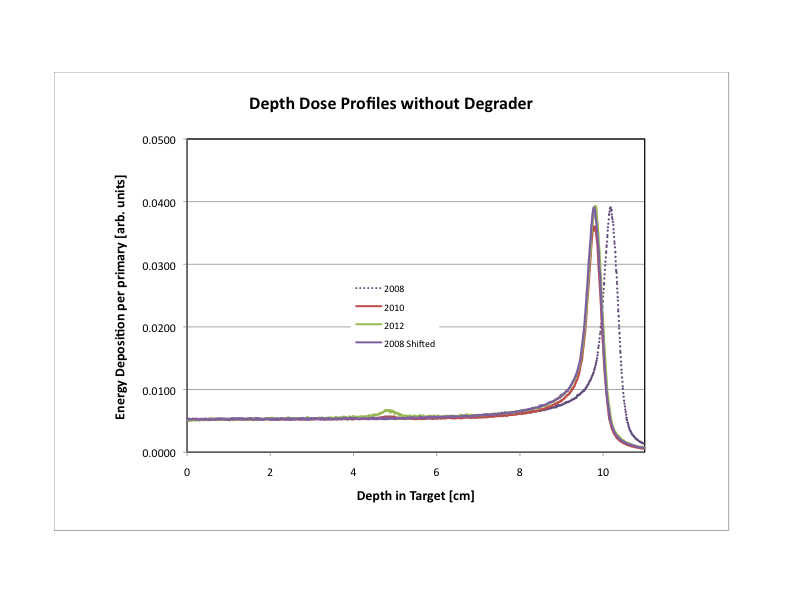 Depth Dose Profiles without Degrader
Energy Deposition per primary [arb. units]
0.0500
0.0400
0.0300
0.0200
0.0100
0.0000
2008
2010
2012
2008 Shifted
0 2 4 6 8 10
Depth in Target [cm]